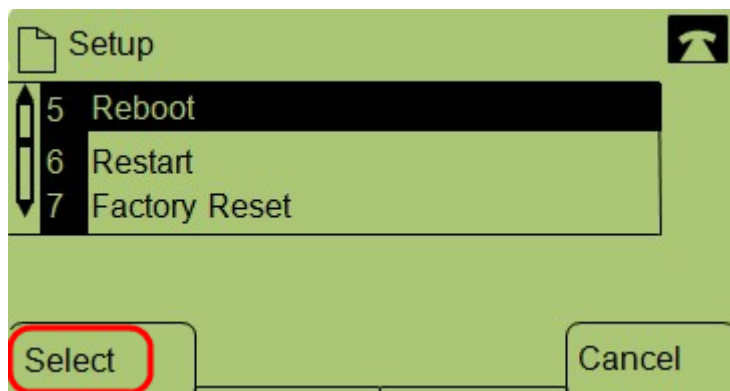 Setup
5 Reboot
6 Restart
7 Factory Reset
Select Cancel